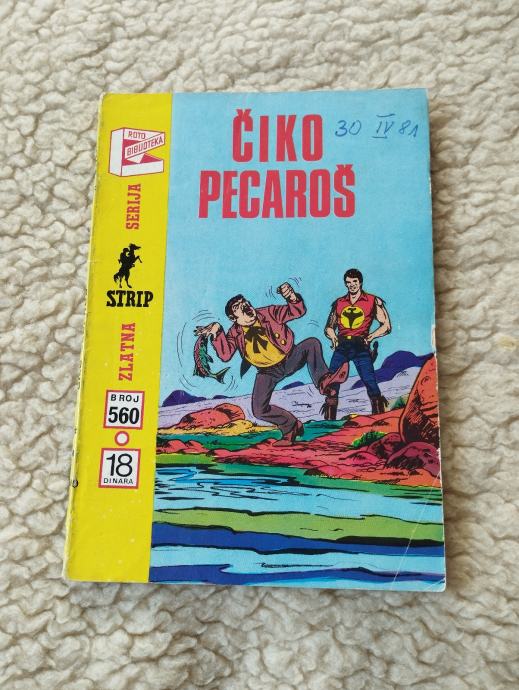 ROTO
BIBLIOTEKA
ZLATNA SERIJA
STRIP
BROJ
560
18
DINARA
ČIKO
PECAROŠ
30 IV 81